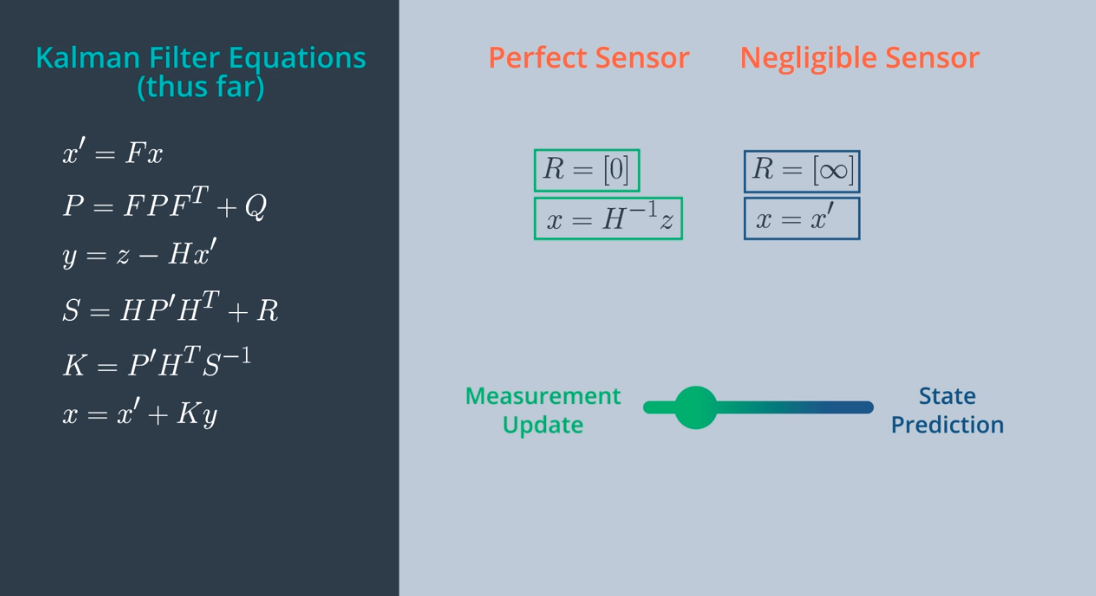 Kalman Filter Equations
(thus far)
x′ = Fx
P = FPF^T + Q
y = z − Hx′
S = HP′H^T + R
K = P′H^T S^−1
x = x′ + Ky
Perfect Sensor
R = [0]
x = H^−1 z
Negligible Sensor
R = [∞]
x = x′
Measurement
Update
State
Prediction